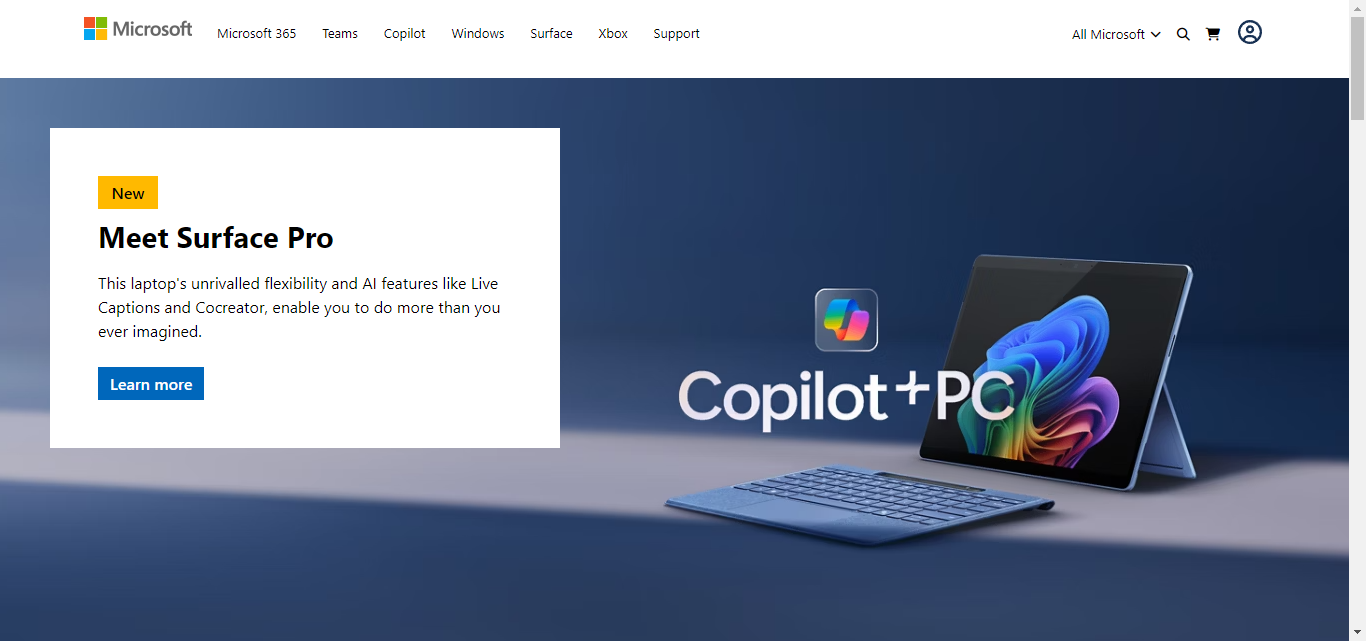 Microsoft
Microsoft 365
Teams
Copilot
Windows
Surface
Xbox
Support
All Microsoft
New
Meet Surface Pro
This laptop's unrivalled flexibility and AI features like Live
Captions and Cocreator, enable you to do more than you
ever imagined.
Learn more
Copilot+PC